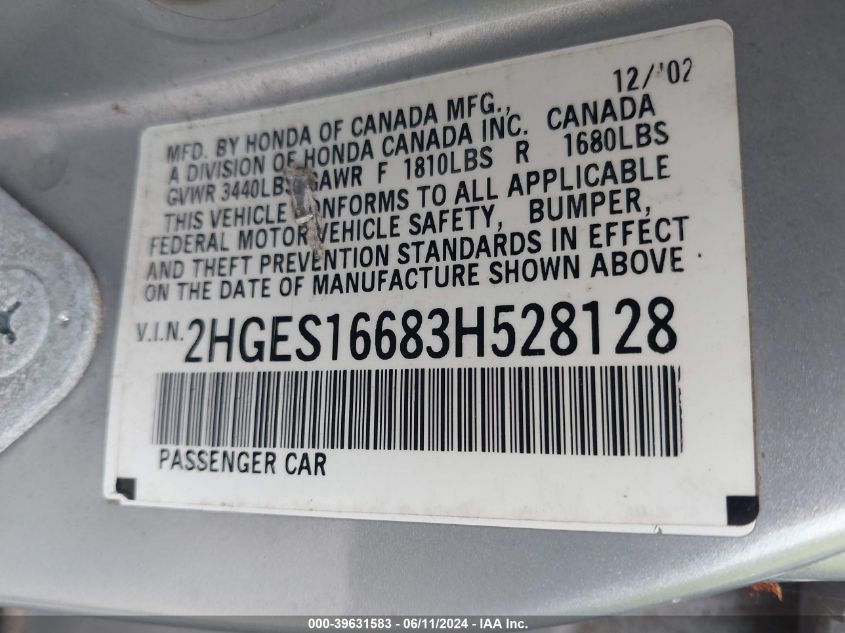 12/'02
MFD. BY HONDA OF CANADA MFG.,
A DIVISION OF HONDA CANADA INC. CANADA
GVWR 3440LBS GAWR F 1810LBS R 1680LBS
THIS VEHICLE CONFORMS TO ALL APPLICABLE
FEDERAL MOTOR VEHICLE SAFETY, BUMPER,
AND THEFT PREVENTION STANDARDS IN EFFECT
ON THE DATE OF MANUFACTURE SHOWN ABOVE
V.I.N. 2HGES16683H528128
PASSENGER CAR
000-39631583 / 06/11/2024 - IAA Inc.